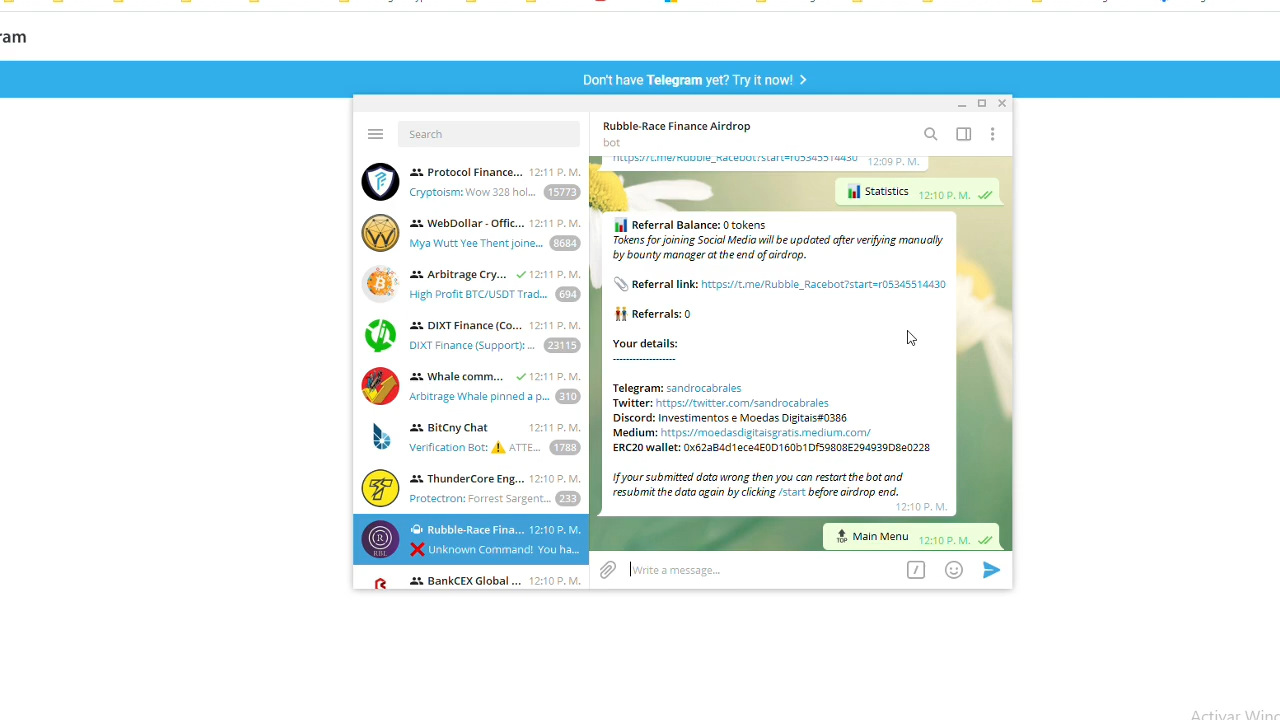 ram
Don't have Telegram yet? Try it now!
Search
Protocol Finance... 12:11 P. M.
Cryptoism: Wow 328 hol... 15773
WebDollar - Offic... 12:11 P. M.
Mya Wutt Yee Thent joine... 8684
Arbitrage Cry... 12:11 P. M.
High Profit BTC/USDT Trad... 694
DIXT Finance (Co... 12:11 P. M.
DIXT Finance (Support): ... 23115
Whale comm... 12:11 P. M.
Arbitrage Whale pinned a p... 310
BitCny Chat 12:11 P. M.
Verification Bot: ⚠️ ATTE... 1788
ThunderCore Eng... 12:10 P. M.
Protectron: Forrest Sargent... 233
Rubble-Race Fina... 12:10 P. M.
❌ Unknown Command! You ha...
RBL
BankCEX Global ... 12:10 P. M.
Rubble-Race Finance Airdrop
bot
https://t.me/Rubble_Racebot?start=r05345514430 12:09 P. M.
📊 Statistics 12:10 P. M.
📊 Referral Balance: 0 tokens
Tokens for joining Social Media will be updated after verifying manually
by bounty manager at the end of airdrop.
📎 Referral link: https://t.me/Rubble_Racebot?start=r05345514430
👬 Referrals: 0
Your details:
-------------------
Telegram: sandrocabrales
Twitter: https://twitter.com/sandrocabrales
Discord: Investimentos e Moedas Digitais#0386
Medium: https://moedasdigitaisgratis.medium.com/
ERC20 wallet: 0x62aB4d1ece4E0D160b1Df59808E294939D8e0228
If your submitted data wrong then you can restart the bot and
resubmit the data again by clicking /start before airdrop end.
12:10 P. M.
🔝 Main Menu 12:10 P. M.
Write a message...